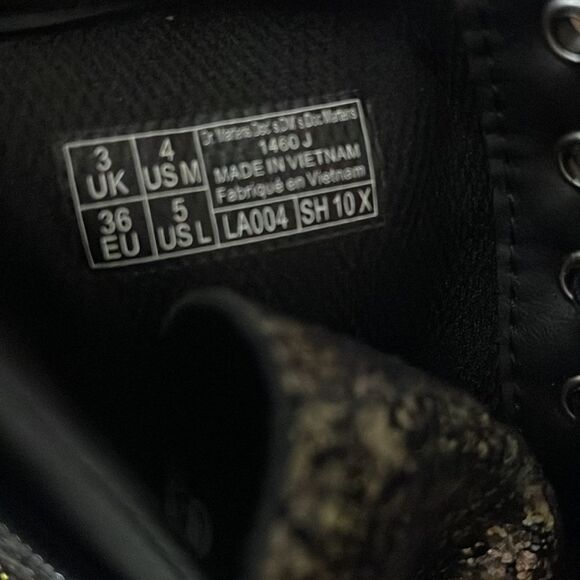 3 UK
4 US M
36 EU
5 US L
Dr. Martens Doc's DM's Doc Martens
1460 J
MADE IN VIETNAM
Fabriqué en Vietnam
LA004
SH 10 X